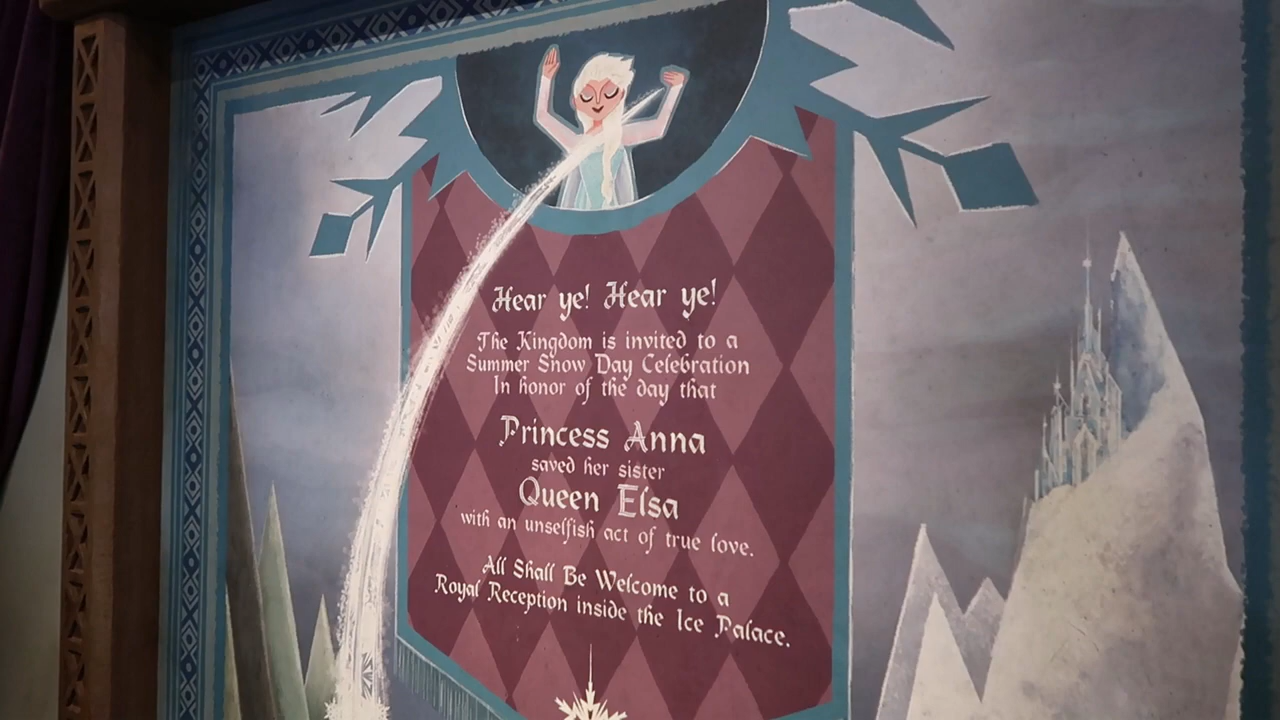 Hear ye! Hear ye!
The Kingdom is invited to a
Summer Snow Day Celebration
In honor of the day that
Princess Anna
saved her sister
Queen Elsa
with an unselfish act of true love.
All Shall Be Welcome to a
Royal Reception inside the Ice Palace.